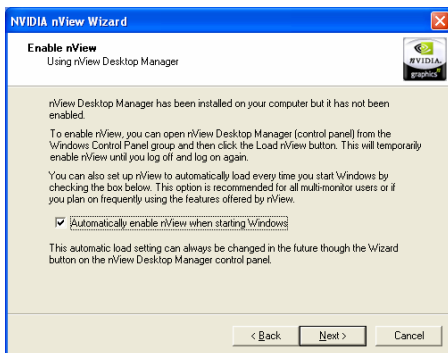 NVIDIA nView Wizard
Enable nView
Using nView Desktop Manager
NVIDIA.
graphics
nView Desktop Manager has been installed on your computer but it has not been
enabled.
To enable nView, you can open nView Desktop Manager (control panel) from the
Windows Control Panel group and then click the Load nView button. This will temporarily
enable nView until you log off and log on again.
You can also set up nView to automatically load every time you start Windows by
checking the box below. This option is recommended for all multi-monitor users or if
you plan on frequently using the features offered by nView.
Automatically enable nView when starting Windows
This automatic load setting can always be changed in the future though the Wizard
button on the nView Desktop Manager control panel.
< Back Next > Cancel